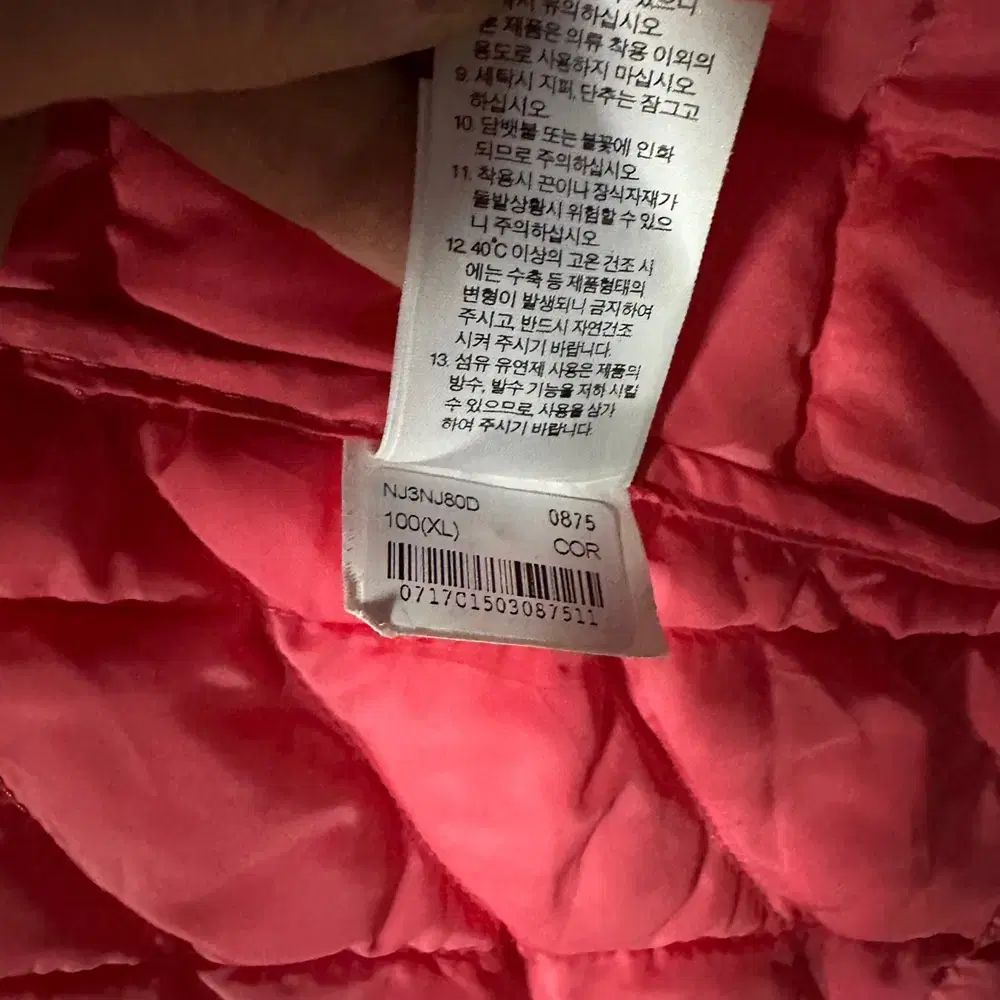 유의하십시오
본 제품은 의류 착용 이외의
용도로 사용하지 마십시오
9. 세탁시 지퍼, 단추는 잠그고
하십시오
10. 담뱃불 또는 불꽃에 인화
되므로 주의하십시오
11. 착용시 끈이나 장식자재가
돌발상황시 위험할 수 있으
니 주의하십시오
12. 40℃ 이상의 고온 건조 시
에는 수축 등 제품형태의
변형이 발생되니 금지하여
주시고, 반드시 자연건조
시켜 주시기 바랍니다.
13. 섬유 유연제 사용은 제품의
방수, 발수 기능을 저하 시킬
수 있으므로, 사용을 삼가
하여 주시기 바랍니다.
NJ3NJ80D 0875
100(XL) COR
0717C1503087511